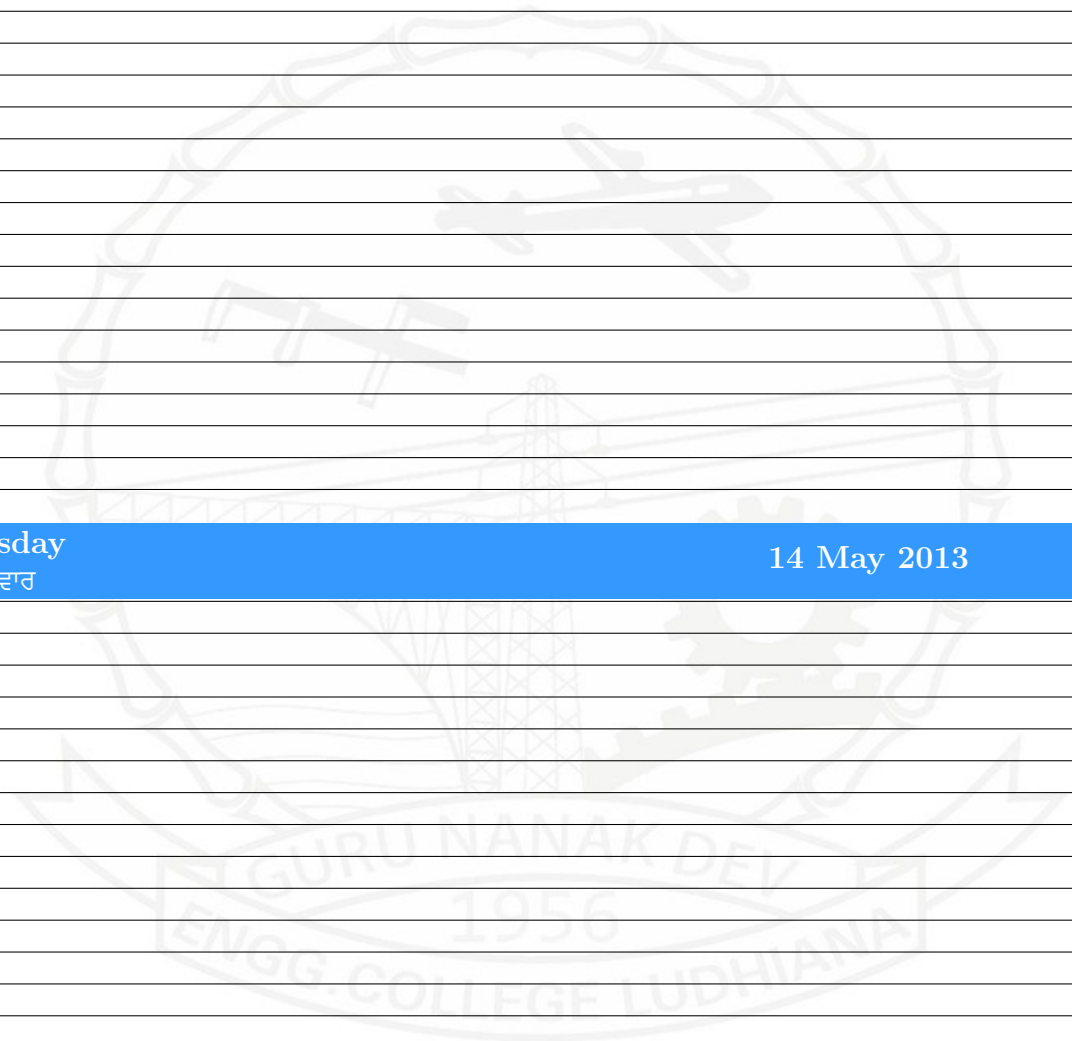 sday
ਵਾਰ
14 May 2013
GURU NANAK DEV
1956
ENGG. COLLEGE LUDHIANA